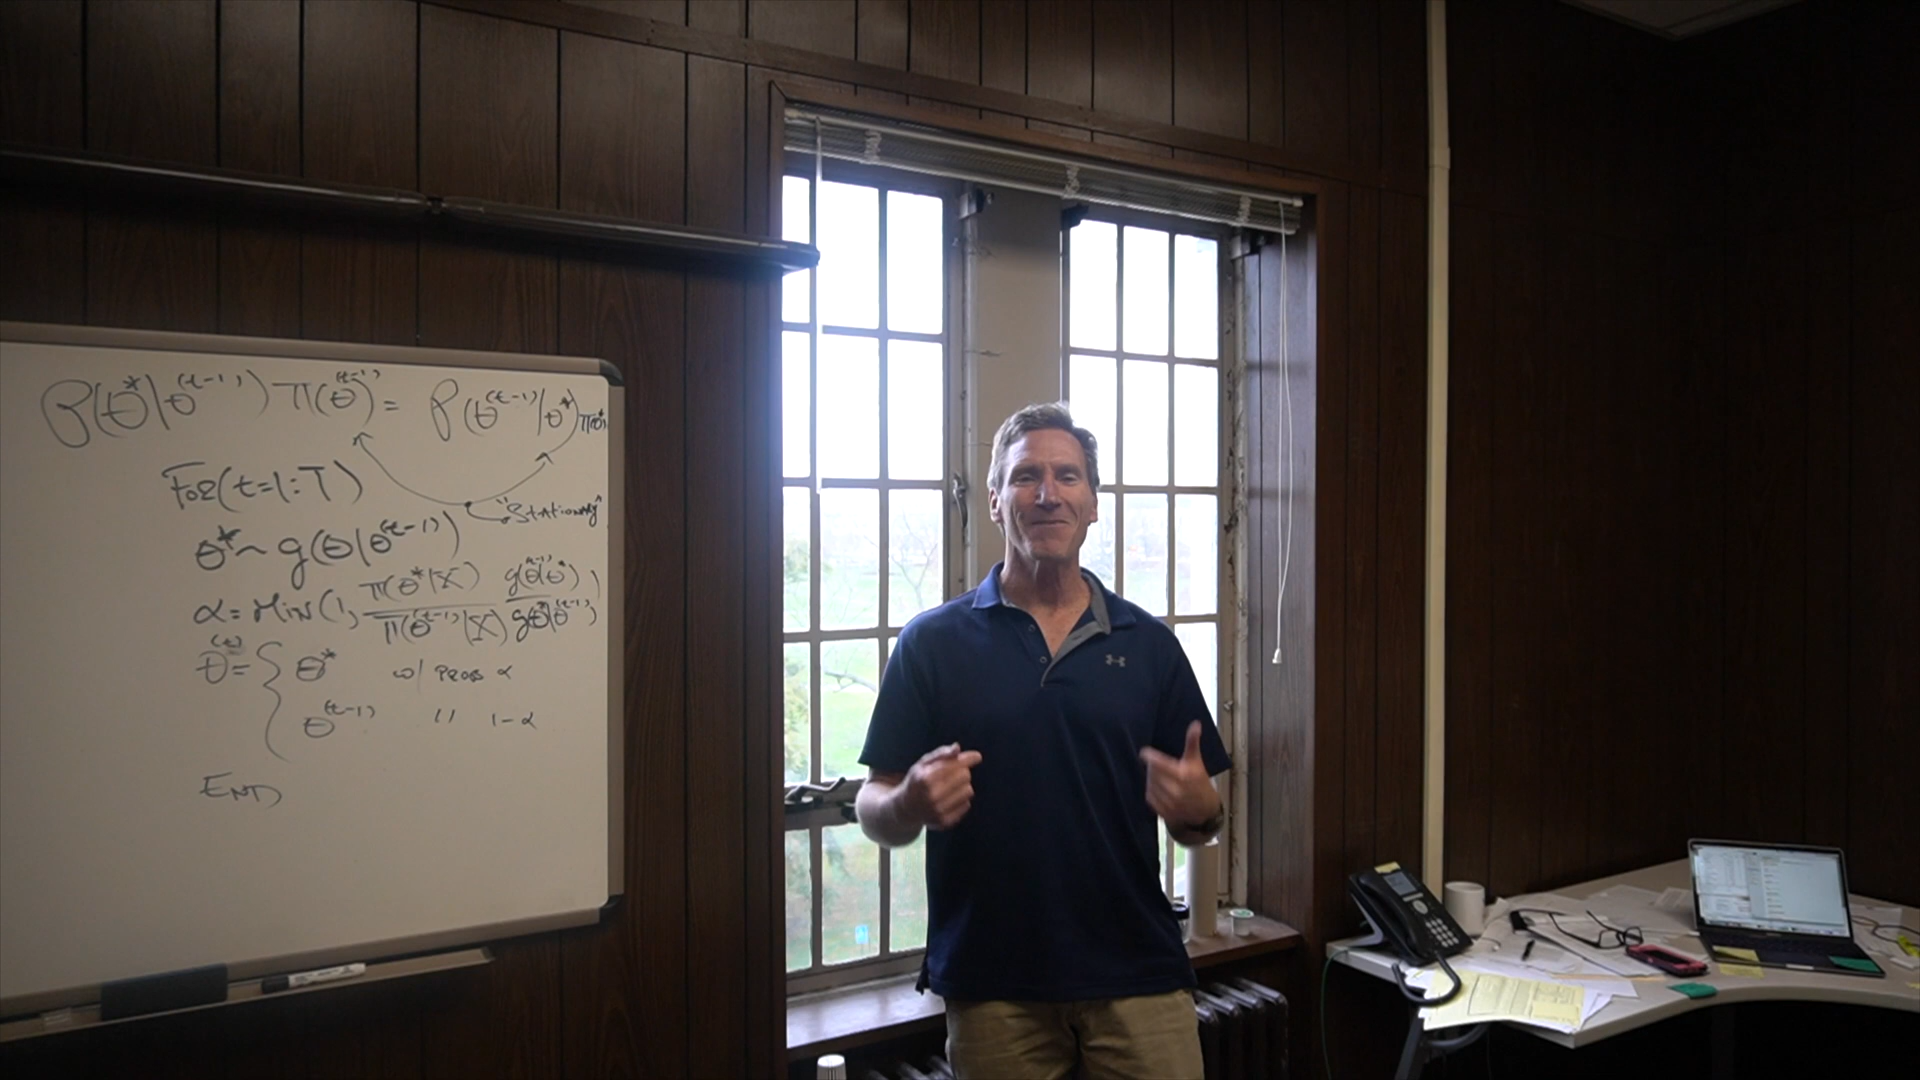 P(θ*|θ^(t-1)) π(θ^(t-1)) = P(θ^(t-1)|θ*) π(θ*)
FOR(t=1:T)
"Stationary"
θ* ~ g(θ|θ^(t-1))
α = MIN(1, π(θ*|X) / π(θ^(t-1)|X) g(θ^(t-1)|θ*) / g(θ*|θ^(t-1)))
θ^(t) = { θ* w/ PROB α
θ^(t-1) " 1-α
END